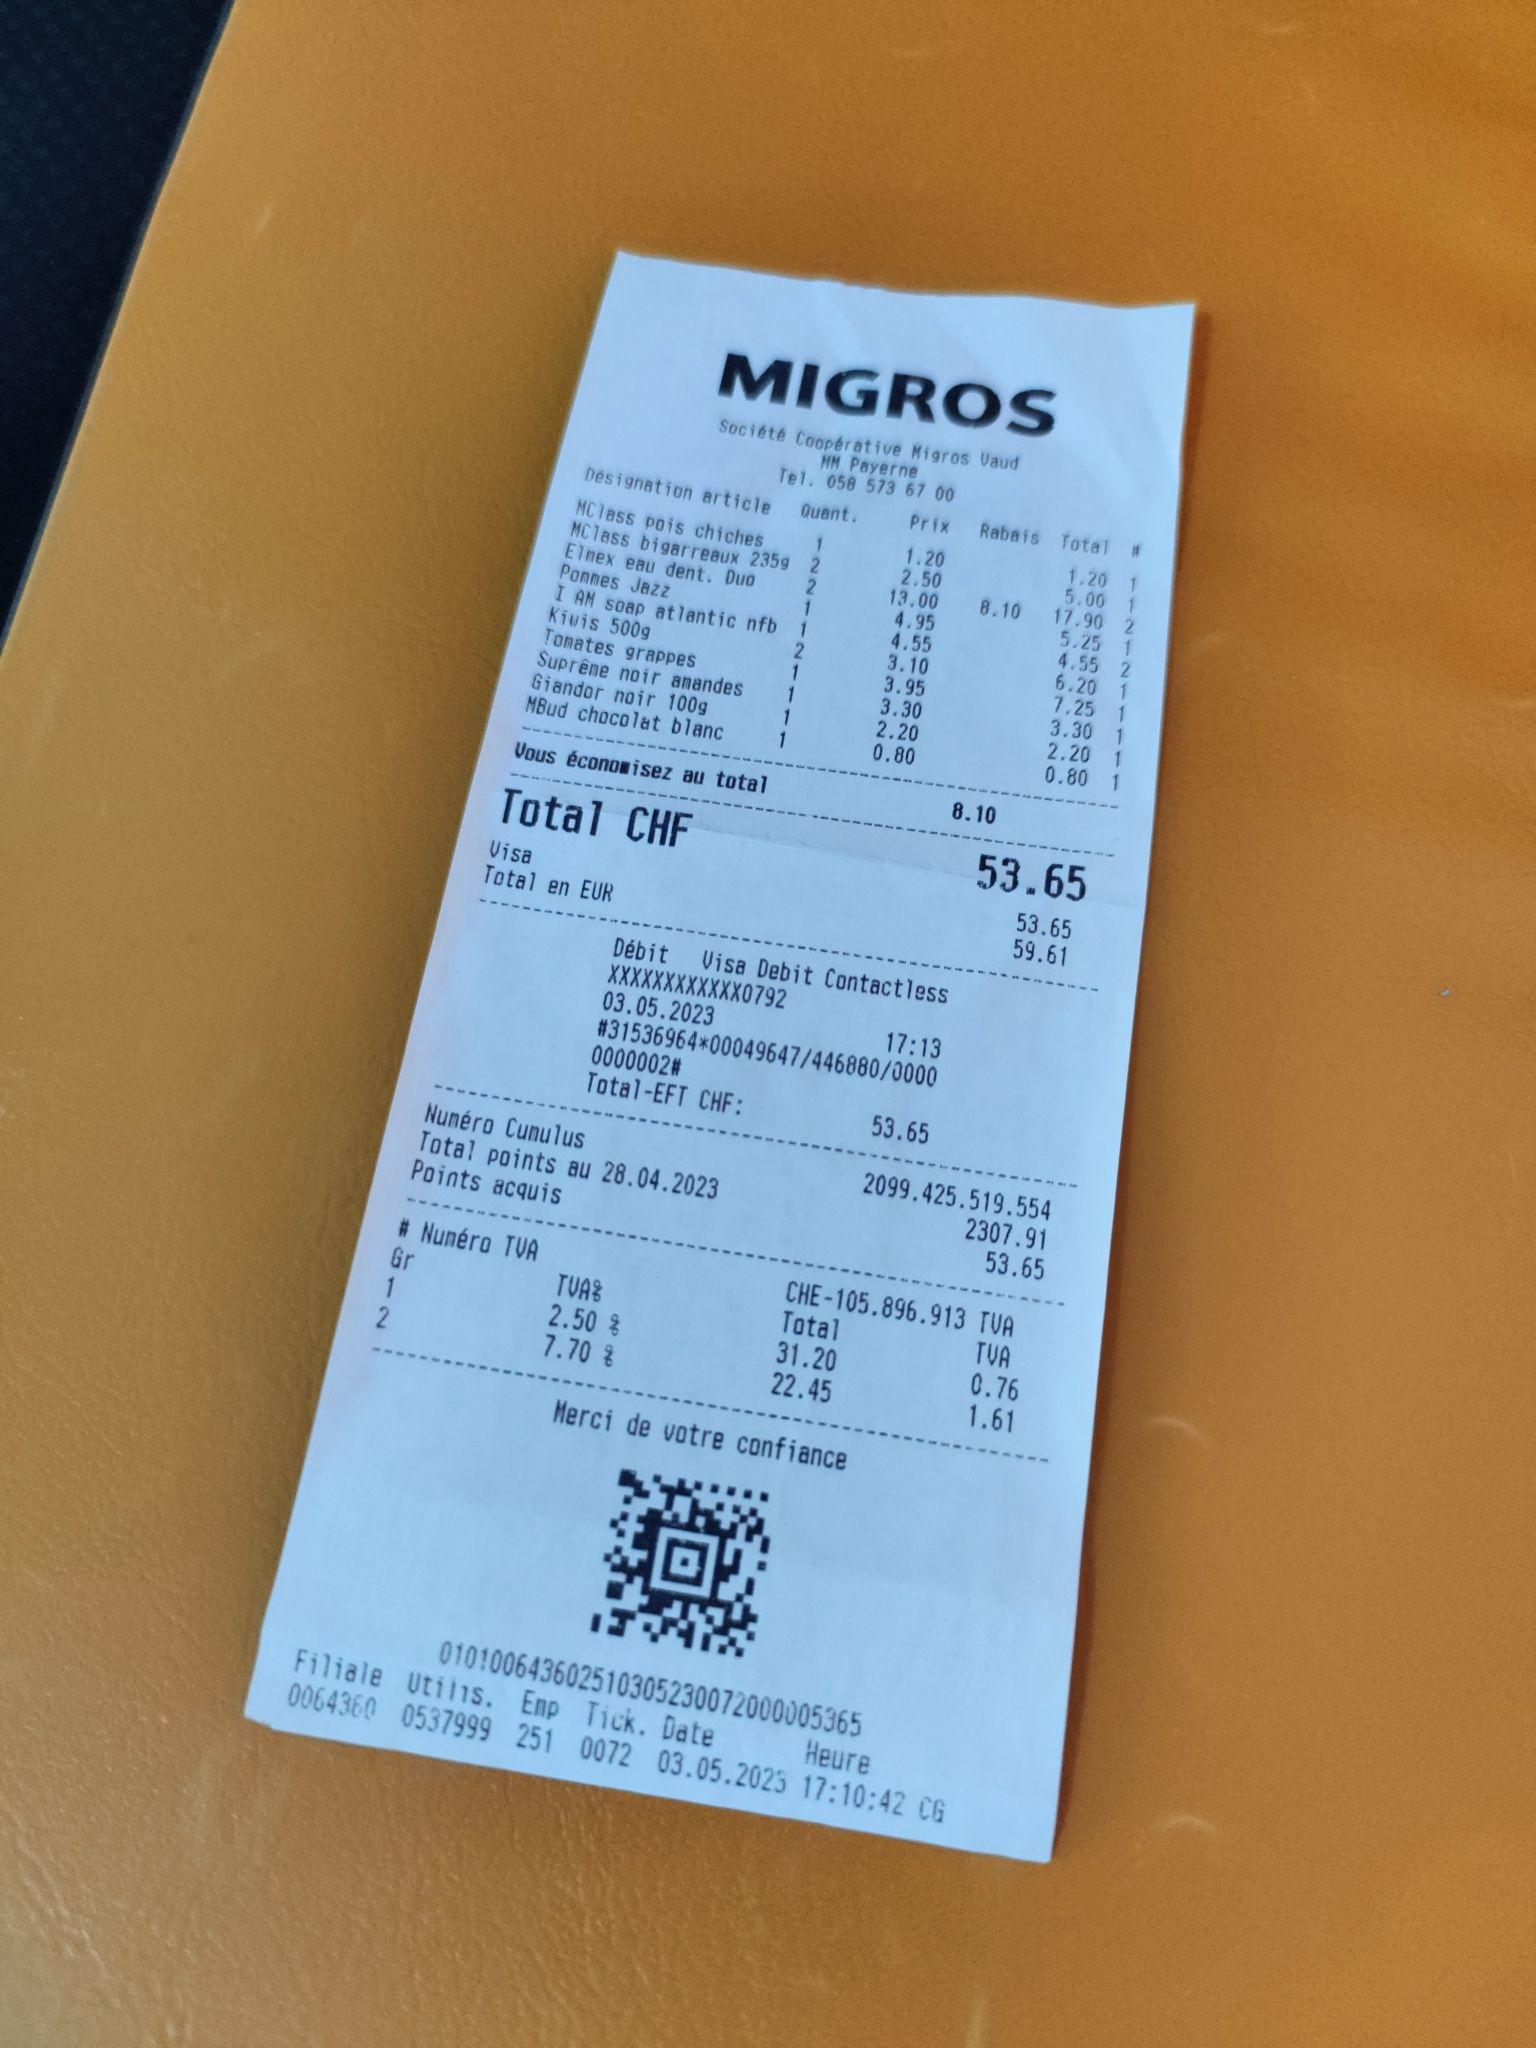 MIGROS
Société Coopérative Migros Vaud
MM Payerne
Tel. 058 573 67 00
Désignation article Quant. Prix Rabais Total #
MClass pois chiches 1 1.20 1.20 1
MClass bigarreaux 235g 2 2.50 5.00 1
Elmex eau dent. Duo 2 13.00 8.10 17.90 2
Pommes Jazz 1 4.95 5.25 1
I AM soap atlantic nfb 1 4.55 4.55 2
Kiwis 500g 2 3.10 6.20 1
Tomates grappes 1 3.95 7.25 1
Suprême noir amandes 1 3.30 3.30 1
Giandor noir 100g 1 2.20 2.20 1
MBud chocolat blanc 1 0.80 0.80 1
Vous économisez au total 8.10
Total CHF 53.65
Visa 53.65
Total en EUR 59.61
Débit Visa Debit Contactless
XXXXXXXXXXXX0792
03.05.2023 17:13
#31536964*00049647/446880/0000
0000002#
Total-EFT CHF: 53.65
Numéro Cumulus 2099.425.519.554
Total points au 28.04.2023 2307.91
Points acquis 53.65
# Numéro TVA CHE-105.896.913 TVA
Gr TVA% Total TVA
1 2.50 % 31.20 0.76
2 7.70 % 22.45 1.61
Merci de votre confiance
010100643602510305230072000005365
Filiale Utilis. Emp Tick. Date Heure
0064360 0537999 251 0072 03.05.2023 17:10:42 CG